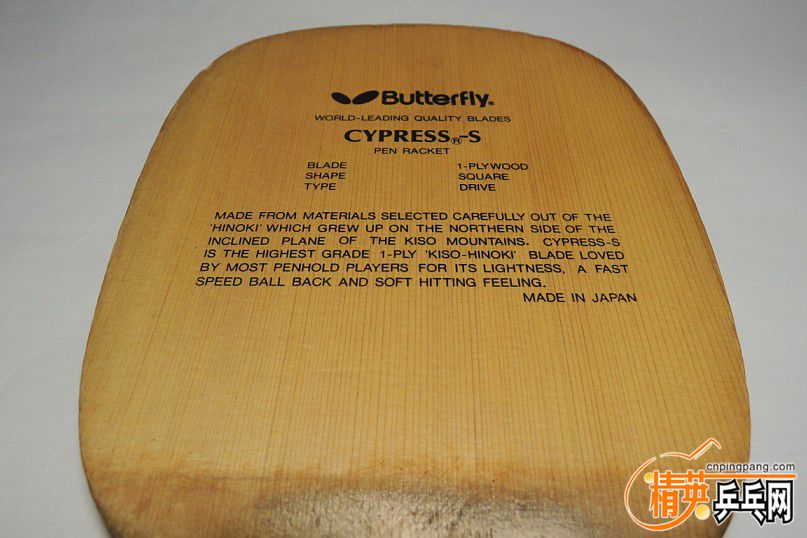 Butterfly®
WORLD-LEADING QUALITY BLADES
CYPRESS®-S
PEN RACKET
BLADE 1-PLYWOOD
SHAPE SQUARE
TYPE DRIVE
MADE FROM MATERIALS SELECTED CAREFULLY OUT OF THE
'HINOKI' WHICH GREW UP ON THE NORTHERN SIDE OF THE
INCLINED PLANE OF THE KISO MOUNTAINS. CYPRESS-S
IS THE HIGHEST GRADE 1-PLY 'KISO-HINOKI' BLADE LOVED
BY MOST PENHOLD PLAYERS FOR ITS LIGHTNESS, A FAST
SPEED BALL BACK AND SOFT HITTING FEELING.
MADE IN JAPAN
cnpingpang.com
精英乒乓网